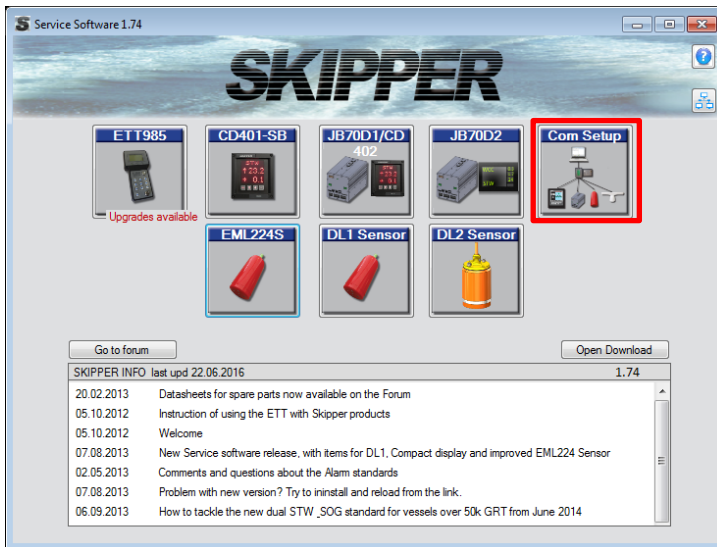 Service Software 1.74
SKIPPER
ETT985
CD401-SB
JB70D1/CD
402
JB70D2
Com Setup
Upgrades available
EML224S
DL1 Sensor
DL2 Sensor
Go to forum
Open Download
SKIPPER INFO last upd 22.06.2016 1.74
20.02.2013 Datasheets for spare parts now available on the Forum
05.10.2012 Instruction of using the ETT with Skipper products
05.10.2012 Welcome
07.08.2013 New Service software release, with items for DL1, Compact display and improved EML224 Sensor
02.05.2013 Comments and questions about the Alarm standards
07.08.2013 Problem with new version? Try to ininstall and reload from the link.
06.09.2013 How to tackle the new dual STW _SOG standard for vessels over 50k GRT from June 2014